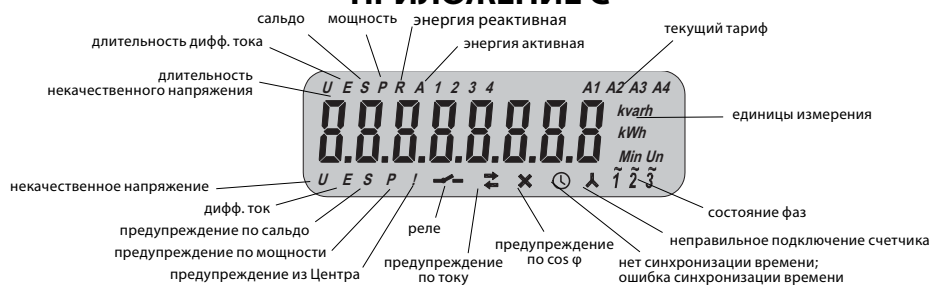 ПРИЛОЖЕНИЕ С
сальдо мощность энергия реактивная
текущий тариф
длительность дифф. тока
энергия активная
длительность
некачественного напряжения
U E S P R A 1 2 3 4 A1 A2 A3 A4
8.8.8.8.8.8.8.8
kvarh
kWh
Min Un
единицы измерения
U E S P ! 1 2 3
некачественное напряжение
дифф. ток
предупреждение по сальдо
предупреждение по мощности
предупреждение из Центра
реле
предупреждение
по току
предупреждение
по cos φ
состояние фаз
неправильное подключение счетчика
нет синхронизации времени;
ошибка синхронизации времени